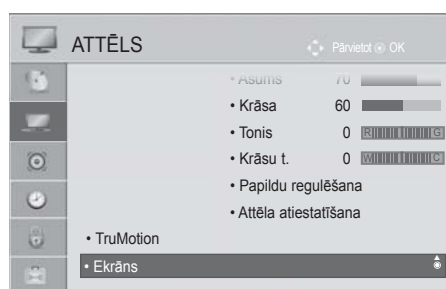 ATTĒLS
Pārvietot OK
• Asums 70
• Krāsa 60
• Tonis 0 R G
• Krāsu t. 0 W C
• Papildu regulēšana
• Attēla atiestatīšana
• TruMotion
• Ekrāns